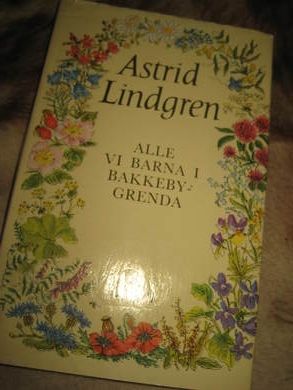 Astrid
Lindgren
ALLE
VI BARNA I
BAKKEBY-
GRENDA